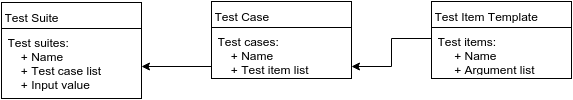 Test Suite
Test suites:
+ Name
+ Test case list
+ Input value
Test Case
Test cases:
+ Name
+ Test item list
Test Item Template
Test items:
+ Name
+ Argument list